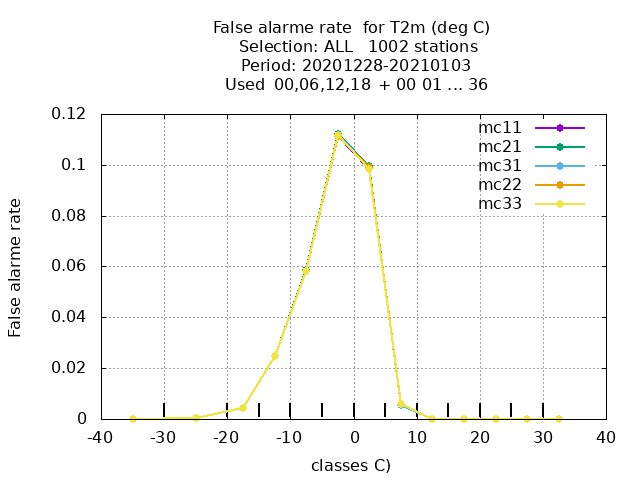 False alarme rate  for T2m (deg C)
Selection: ALL   1002 stations
Period: 20201228-20210103
Used  00,06,12,18  + 00 01 ... 36
0.12
0.1
0.08
0.06
0.04
0.02
0
False alarme rate
mc11
mc21
mc31
mc22
mc33
-40
-30
-20
-10
0
10
20
30
40
classes C)